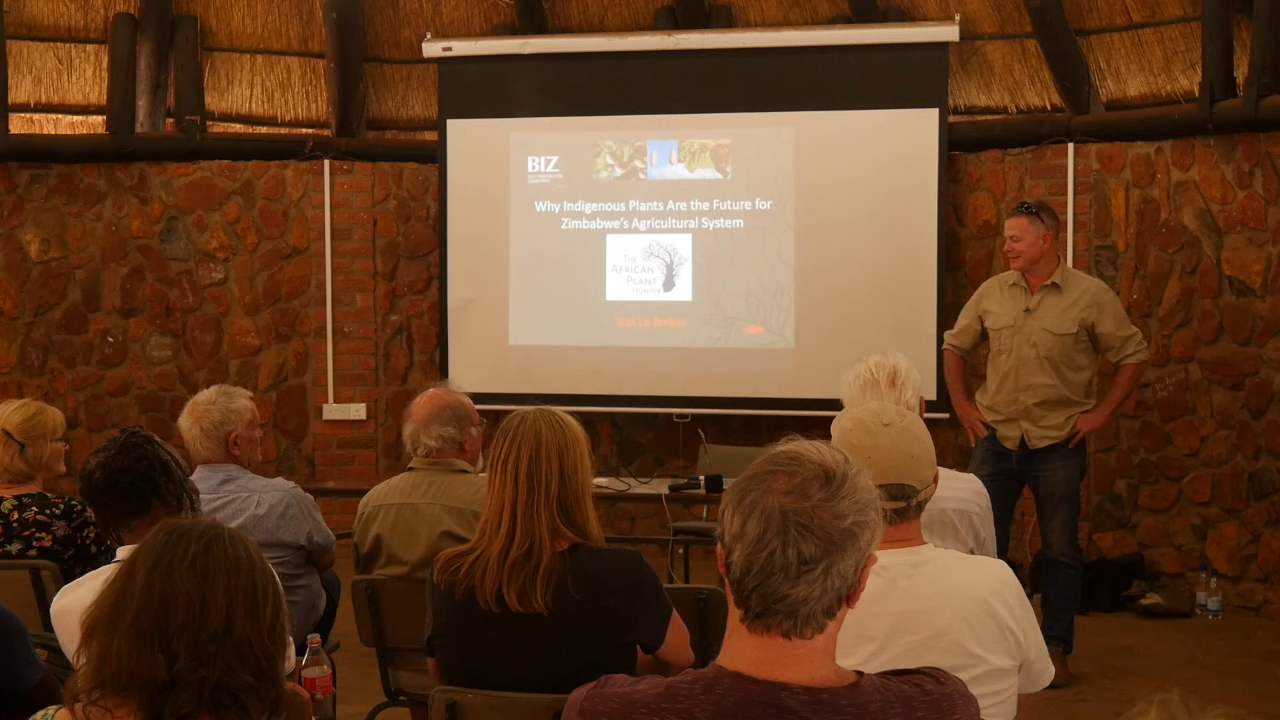 BIZ
Why Indigenous Plants Are the Future for
Zimbabwe's Agricultural System
THE
AFRICAN
PLANT
HUNTER